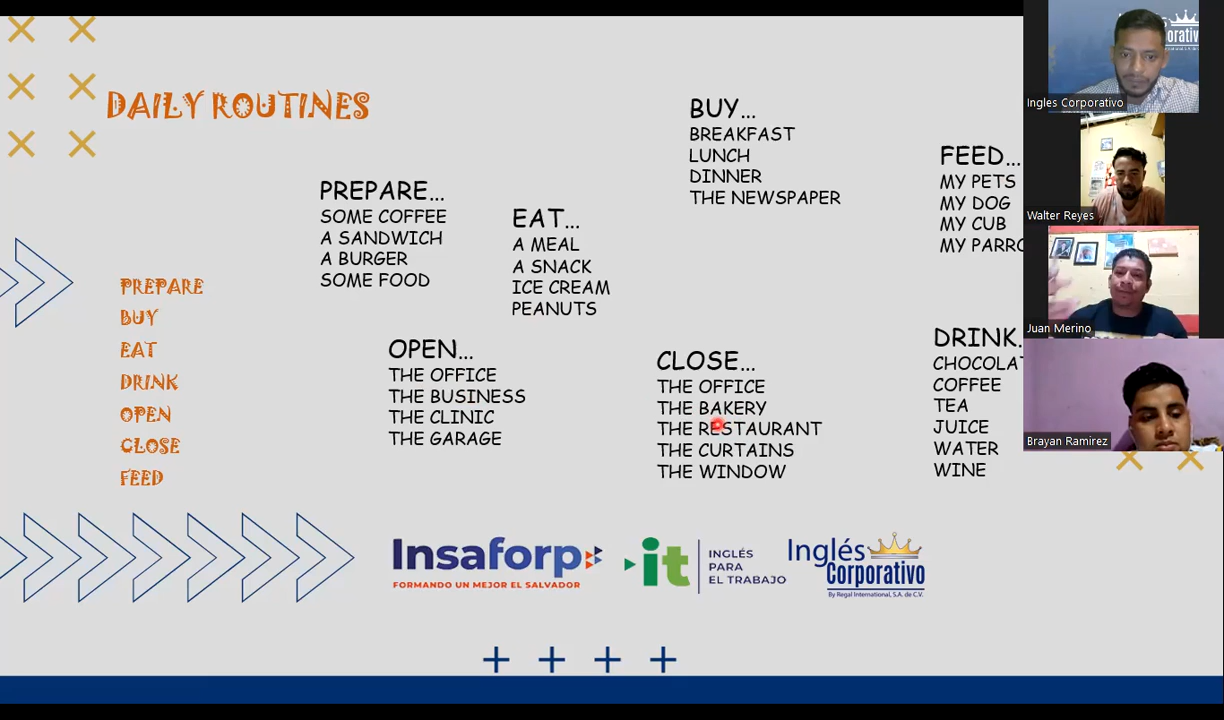 DAILY ROUTINES
PREPARE
BUY
EAT
DRINK
OPEN
CLOSE
FEED
PREPARE...
SOME COFFEE
A SANDWICH
A BURGER
SOME FOOD
EAT...
A MEAL
A SNACK
ICE CREAM
PEANUTS
BUY...
BREAKFAST
LUNCH
DINNER
THE NEWSPAPER
FEED...
MY PETS
MY DOG
MY CUB
MY PARRO
OPEN...
THE OFFICE
THE BUSINESS
THE CLINIC
THE GARAGE
CLOSE...
THE OFFICE
THE BAKERY
THE RESTAURANT
THE CURTAINS
THE WINDOW
DRINK.
CHOCOLAT
COFFEE
TEA
JUICE
WATER
WINE
Insaforp
FORMANDO UN MEJOR EL SALVADOR
it
INGLÉS
PARA
EL TRABAJO
Inglés
Corporativo
By Regal International, S.A. de C.V.
Ingles Corporativo
Walter Reyes
Juan Merino
Brayan Ramirez